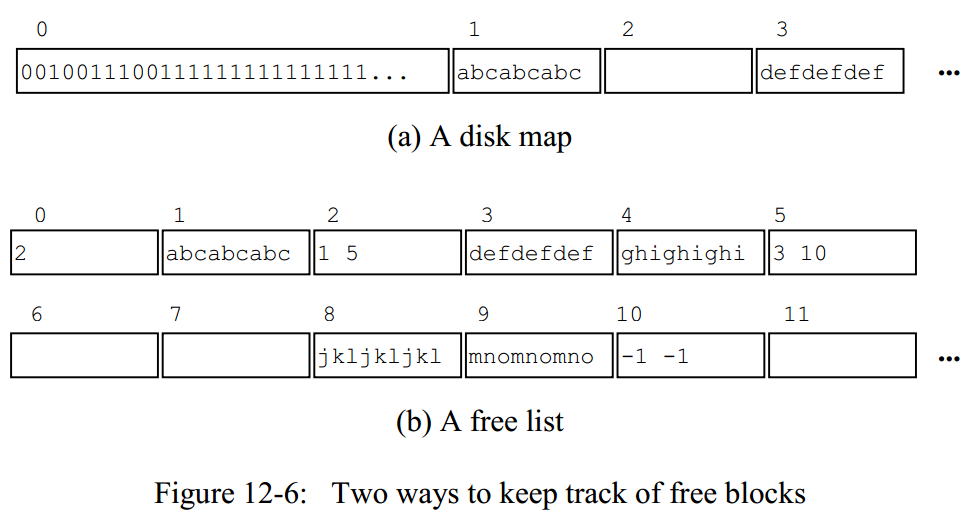 0 1 2 3
0010011100111111111111111... abcabcabc defdefdef ...
(a) A disk map
0 1 2 3 4 5
2 abcabcabc 1 5 defdefdef ghighighi 3 10
6 7 8 9 10 11
jkljkljkl mnomnomno -1 -1 ...
(b) A free list
Figure 12-6: Two ways to keep track of free blocks